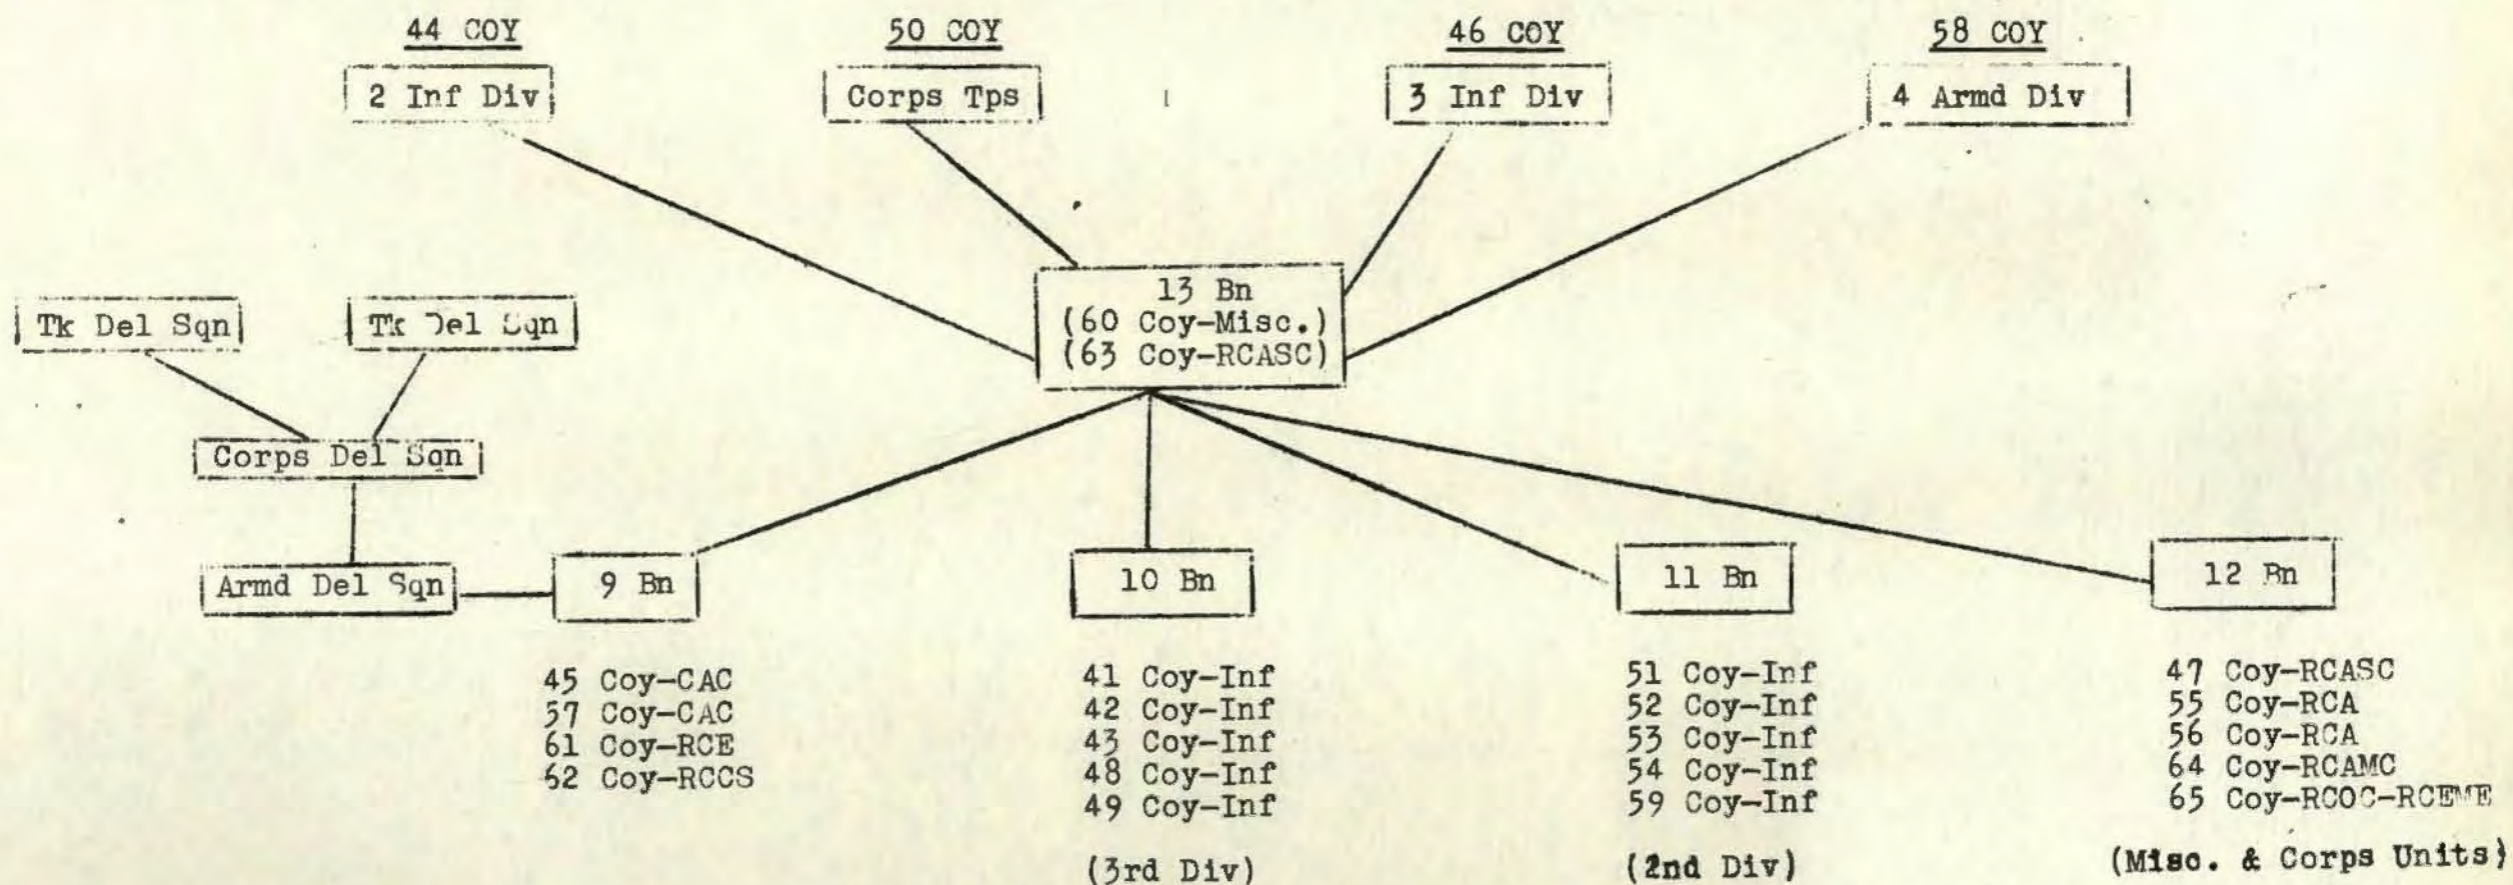 44 COY
2 Inf Div
50 COY
Corps Tps
46 COY
3 Inf Div
58 COY
4 Armd Div
13 Bn
(60 Coy-Misc.)
(63 Coy-RCASC)
Tk Del Sqn
Tk Del Sqn
Corps Del Sqn
Armd Del Sqn
9 Bn
10 Bn
11 Bn
12 Bn
45 Coy-CAC
57 Coy-CAC
61 Coy-RCE
Coy-RCCS
41 Coy-Inf
42 Coy-Inf
43 Coy-Inf
48 Coy-Inf
49 Coy-Inf
(3rd Div)
51 Coy-Inf
52 Coy-Inf
53 Coy-Inf
54 Coy-Inf
59 Coy-Inf
(2nd Div)
47 Coy-RCASC
55 Coy-RCA
56 Coy-RCA
64 Coy-RCAMC
65 Coy-RCOC-RCEME
(Misc. & Corps Units)